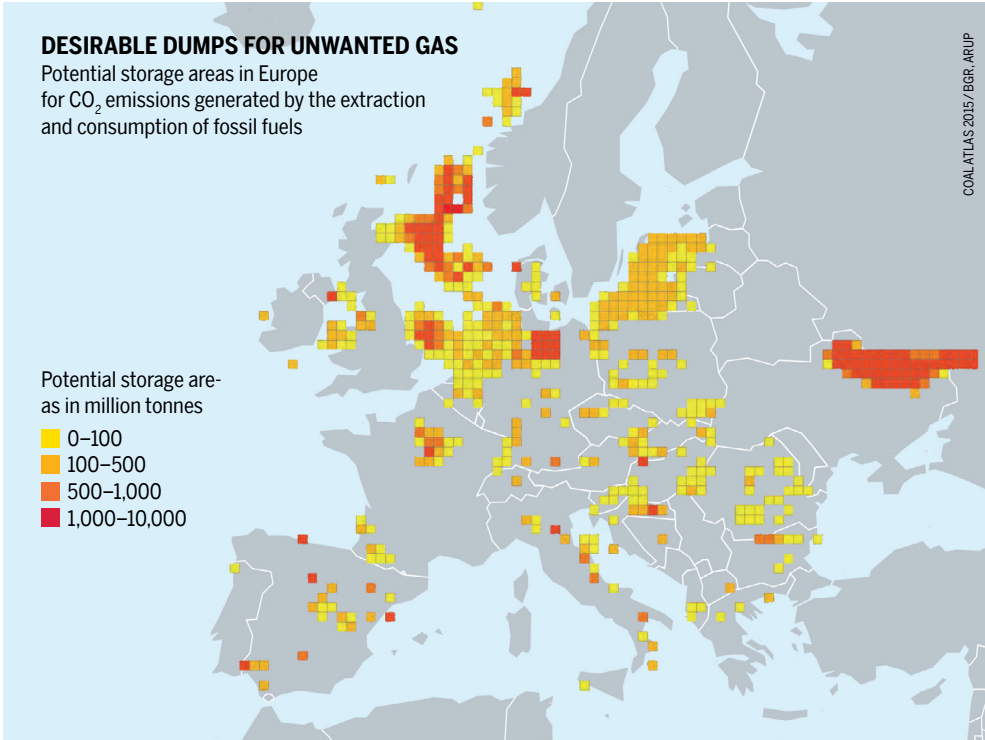 DESIRABLE DUMPS FOR UNWANTED GAS
Potential storage areas in Europe
for CO₂ emissions generated by the extraction
and consumption of fossil fuels
COAL ATLAS 2015 / BGR, ARUP
Potential storage are-
as in million tonnes
0–100
100–500
500–1,000
1,000–10,000